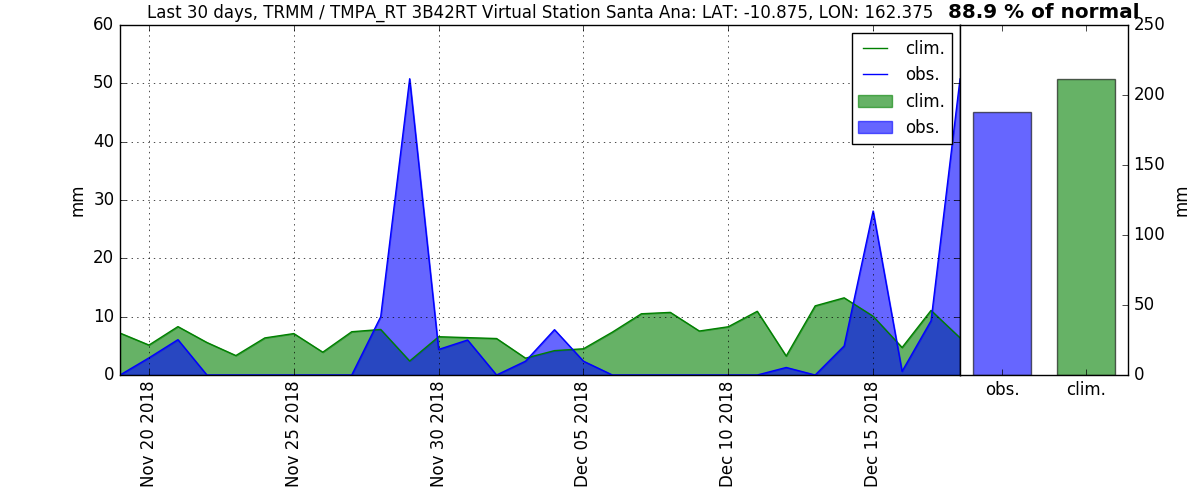 Last 30 days, TRMM / TMPA_RT 3B42RT Virtual Station Santa Ana: LAT: -10.875, LON: 162.375 88.9 % of normal
60
50
40
30
20
10
0
mm
clim.
obs.
clim.
obs.
250
200
150
100
50
0
mm
obs. clim.
Nov 20 2018
Nov 25 2018
Nov 30 2018
Dec 05 2018
Dec 10 2018
Dec 15 2018